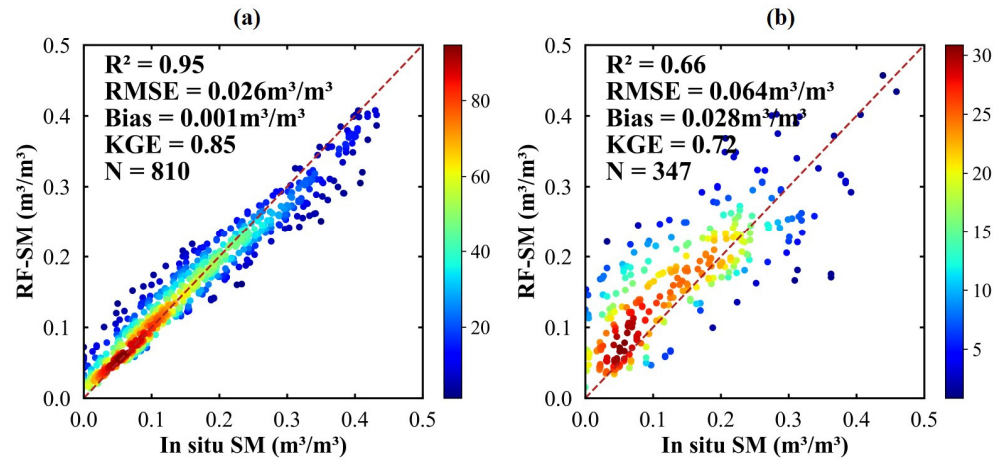 (a)
R² = 0.95
RMSE = 0.026m³/m³
Bias = 0.001m³/m³
KGE = 0.85
N = 810
RF-SM (m³/m³)
0.5
0.4
0.3
0.2
0.1
0.0
0.0 0.1 0.2 0.3 0.4 0.5
In situ SM (m³/m³)
80
60
40
20
(b)
R² = 0.66
RMSE = 0.064m³/m³
Bias = 0.028m³/m³
KGE = 0.72
N = 347
RF-SM (m³/m³)
0.5
0.4
0.3
0.2
0.1
0.0
0.0 0.1 0.2 0.3 0.4 0.5
In situ SM (m³/m³)
30
25
20
15
10
5